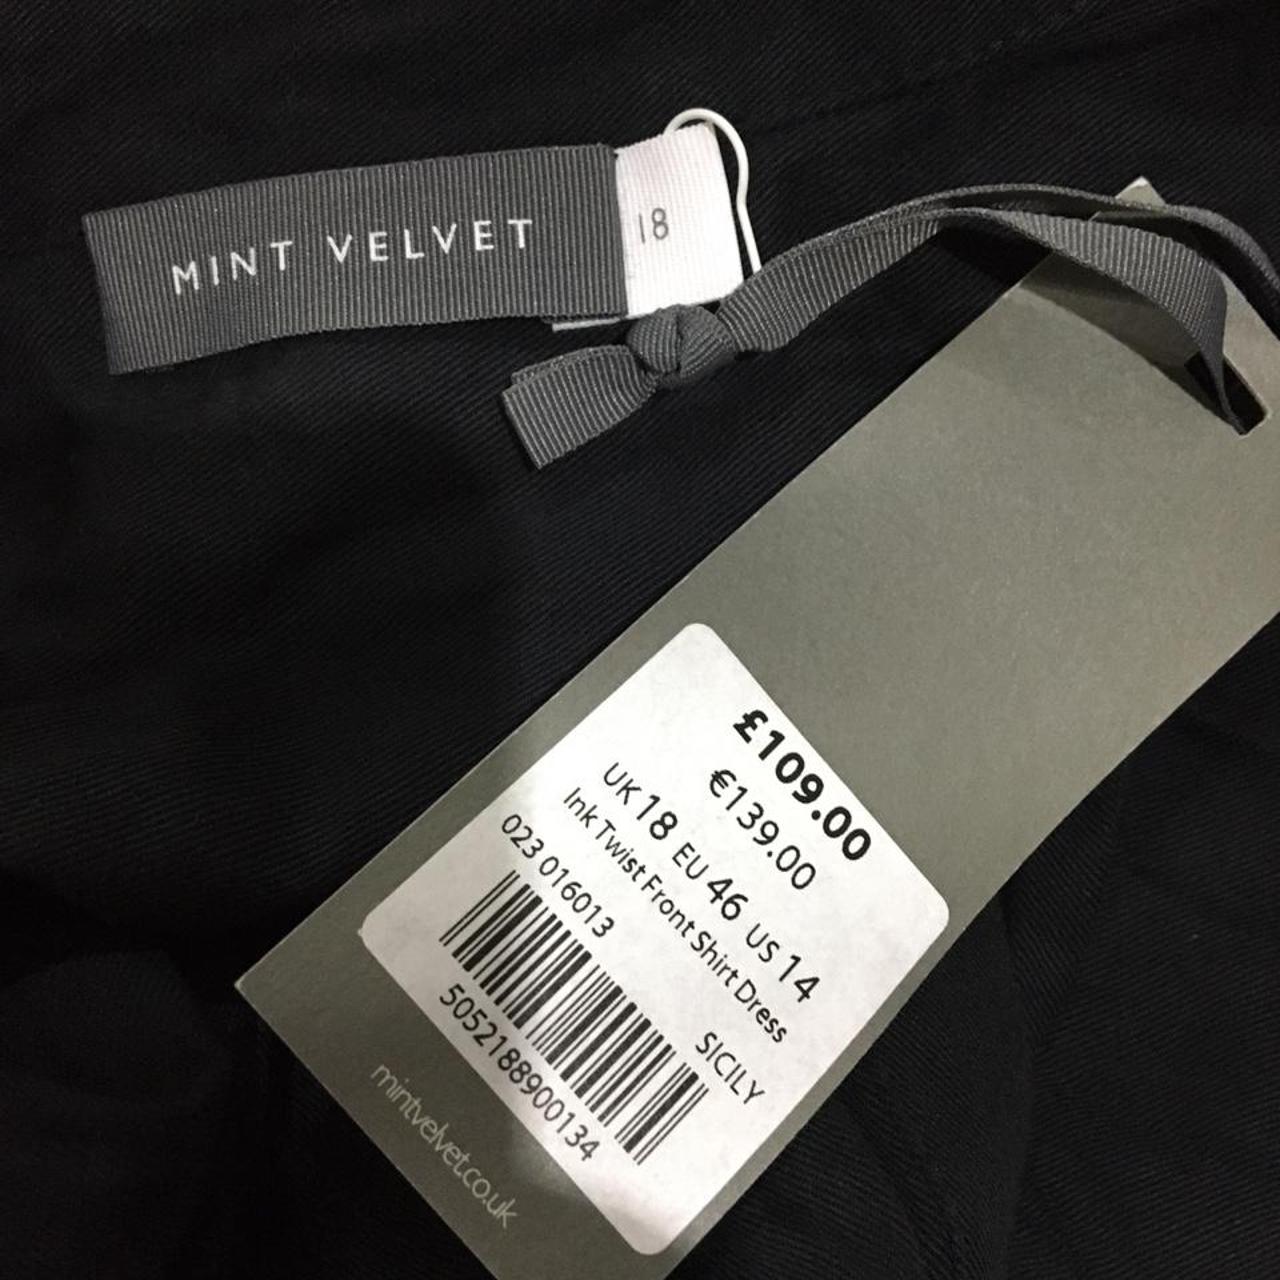 MINT VELVET
18
£109.00
€139.00
UK 18 EU 46 US 14
Ink Twist Front Shirt Dress
023 016013
SICILY
5052188900134
mintvelvet.co.uk